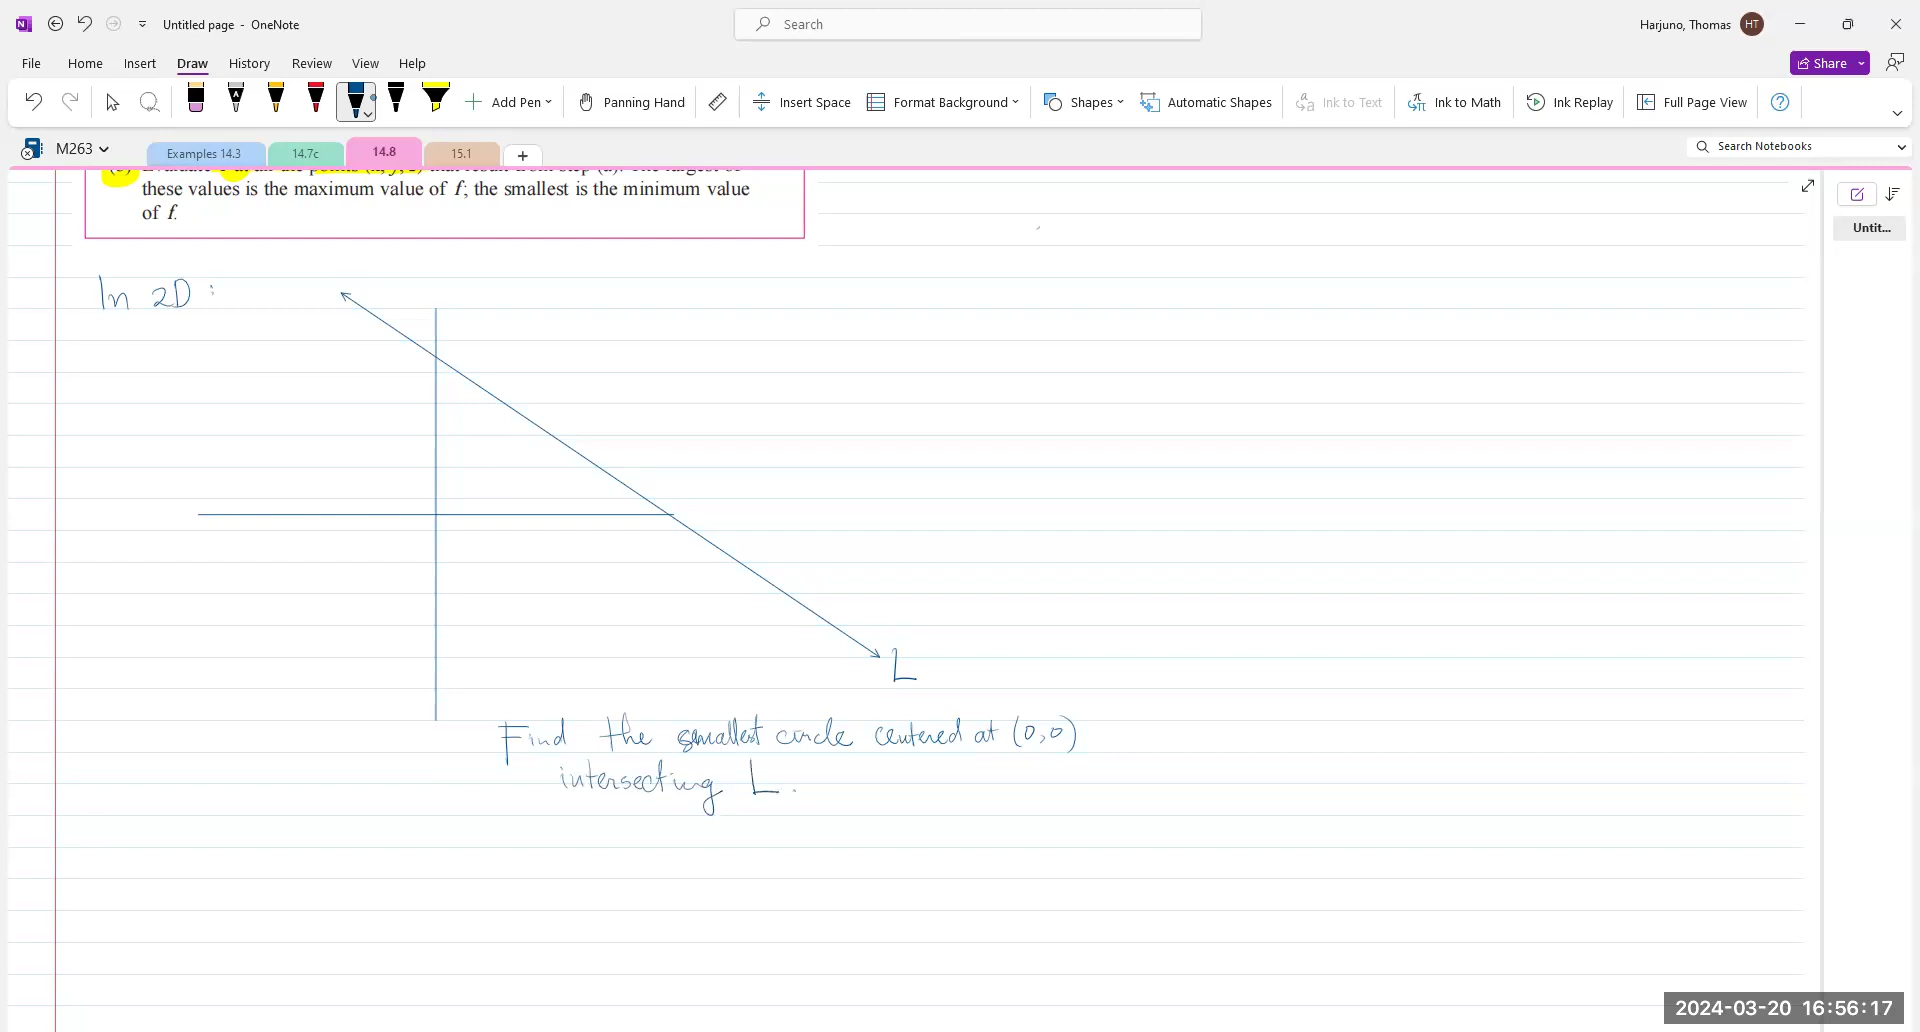 Untitled page - OneNote
Search
Harjuno, Thomas HT
File Home Insert Draw History Review View Help
Share
Add Pen Panning Hand Insert Space Format Background Shapes Automatic Shapes Ink to Text Ink to Math Ink Replay Full Page View
M263 Examples 14.3 14.7c 14.8 15.1 +
Search Notebooks
Untit...
these values is the maximum value of f; the smallest is the minimum value
of f.
In 2D :
L
Find the smallest circle centered at (0,0)
intersecting L.
2024-03-20 16:56:17